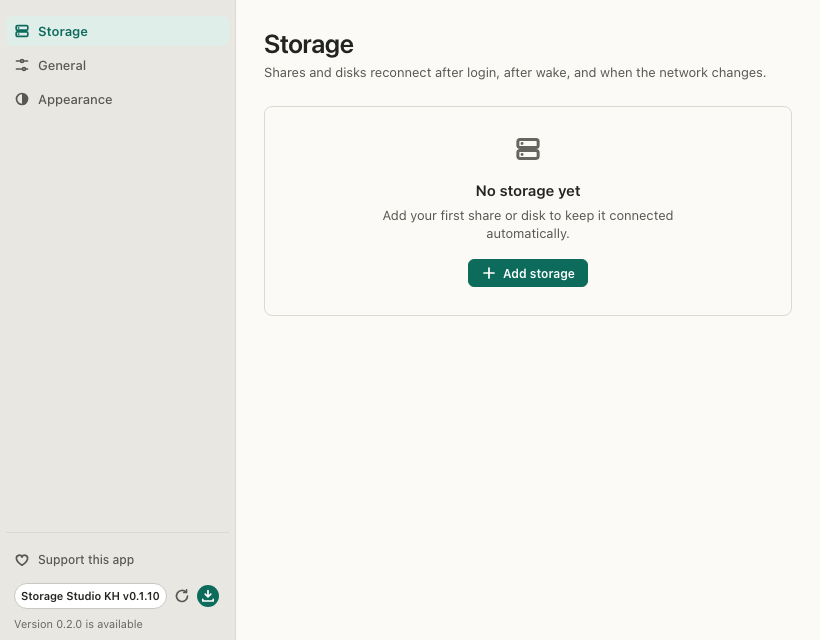 Storage
General
Appearance
Support this app
Storage Studio KH v0.1.10
Version 0.2.0 is available
Storage
Shares and disks reconnect after login, after wake, and when the network changes.
No storage yet
Add your first share or disk to keep it connected
automatically.
Add storage